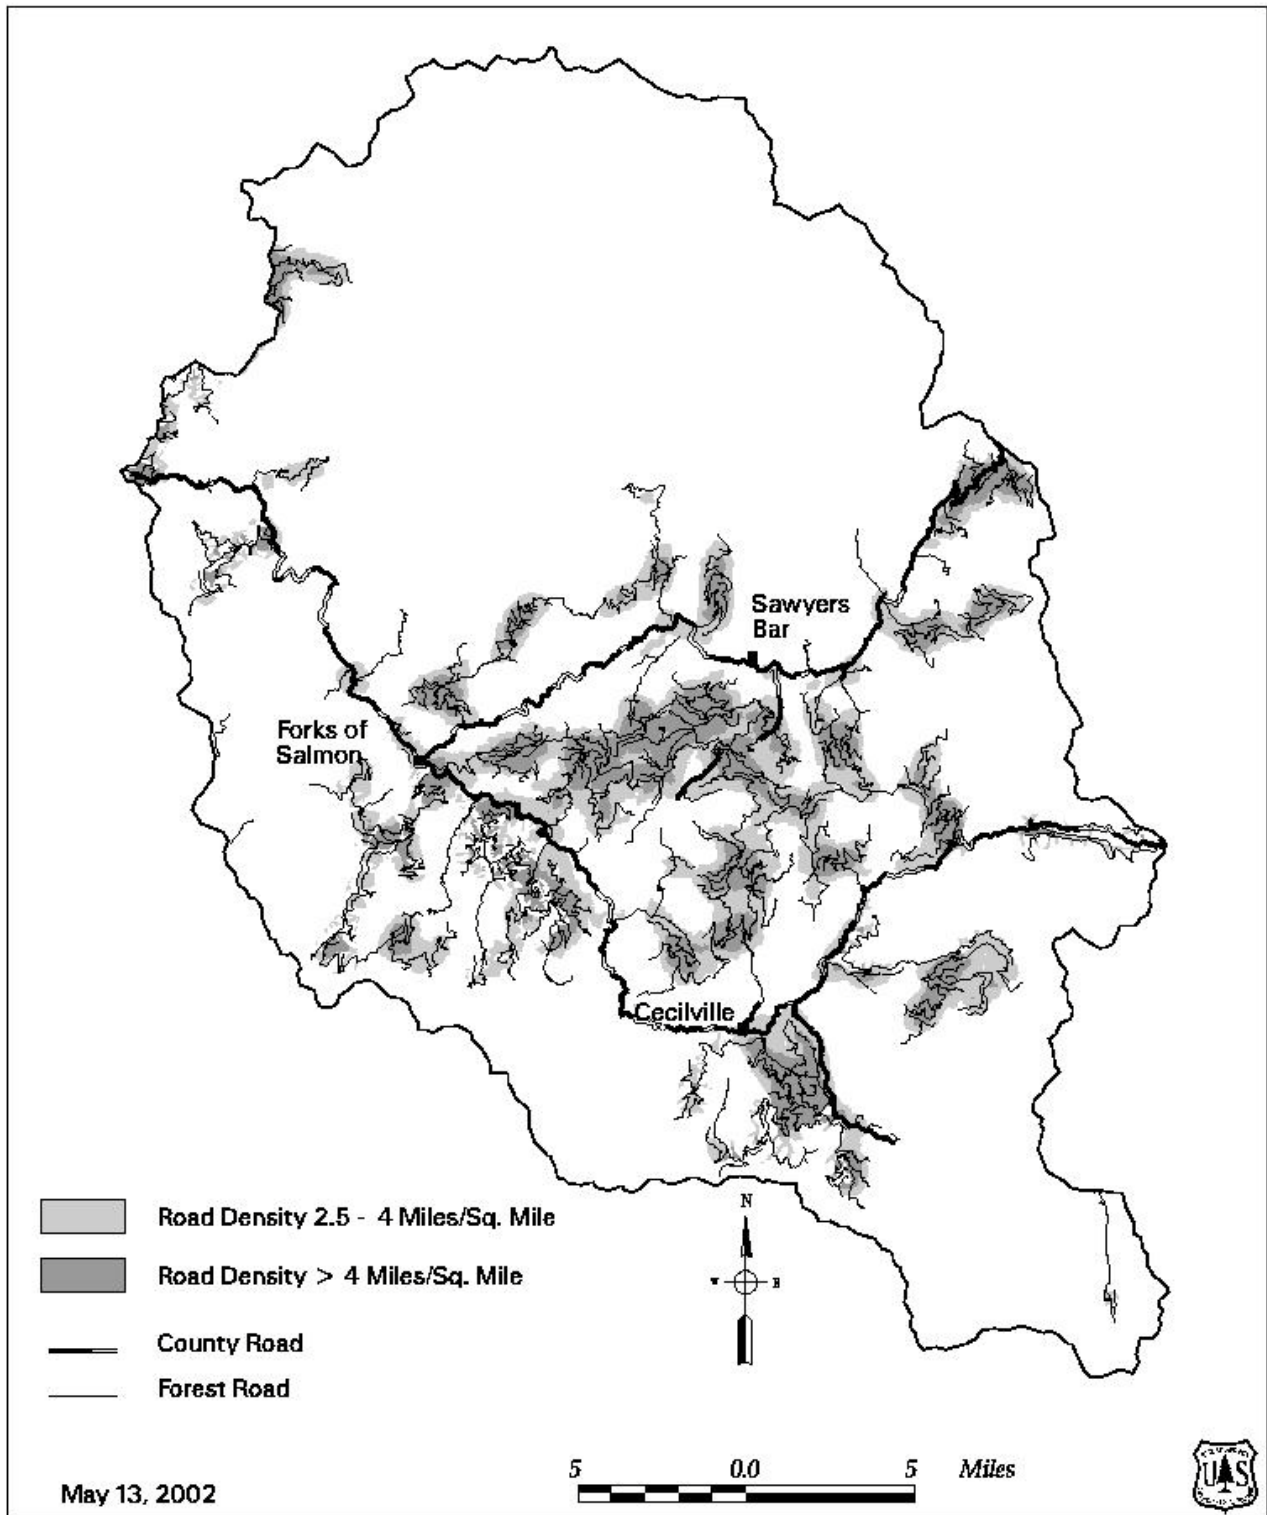 Sawyers
Bar
Forks of
Salmon
Cecilville
Road Density 2.5 - 4 Miles/Sq. Mile
Road Density > 4 Miles/Sq. Mile
County Road
Forest Road
N
W
E
5 0.0 5 Miles
May 13, 2002
U S